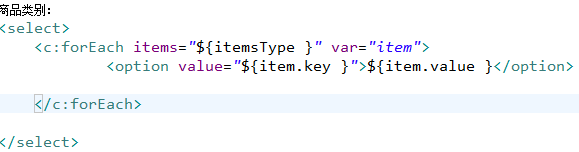 商品类别:
<select>
<c:forEach items="${itemsType }" var="item">
<option value="${item.key }">${item.value }</option>
</c:forEach>
</select>